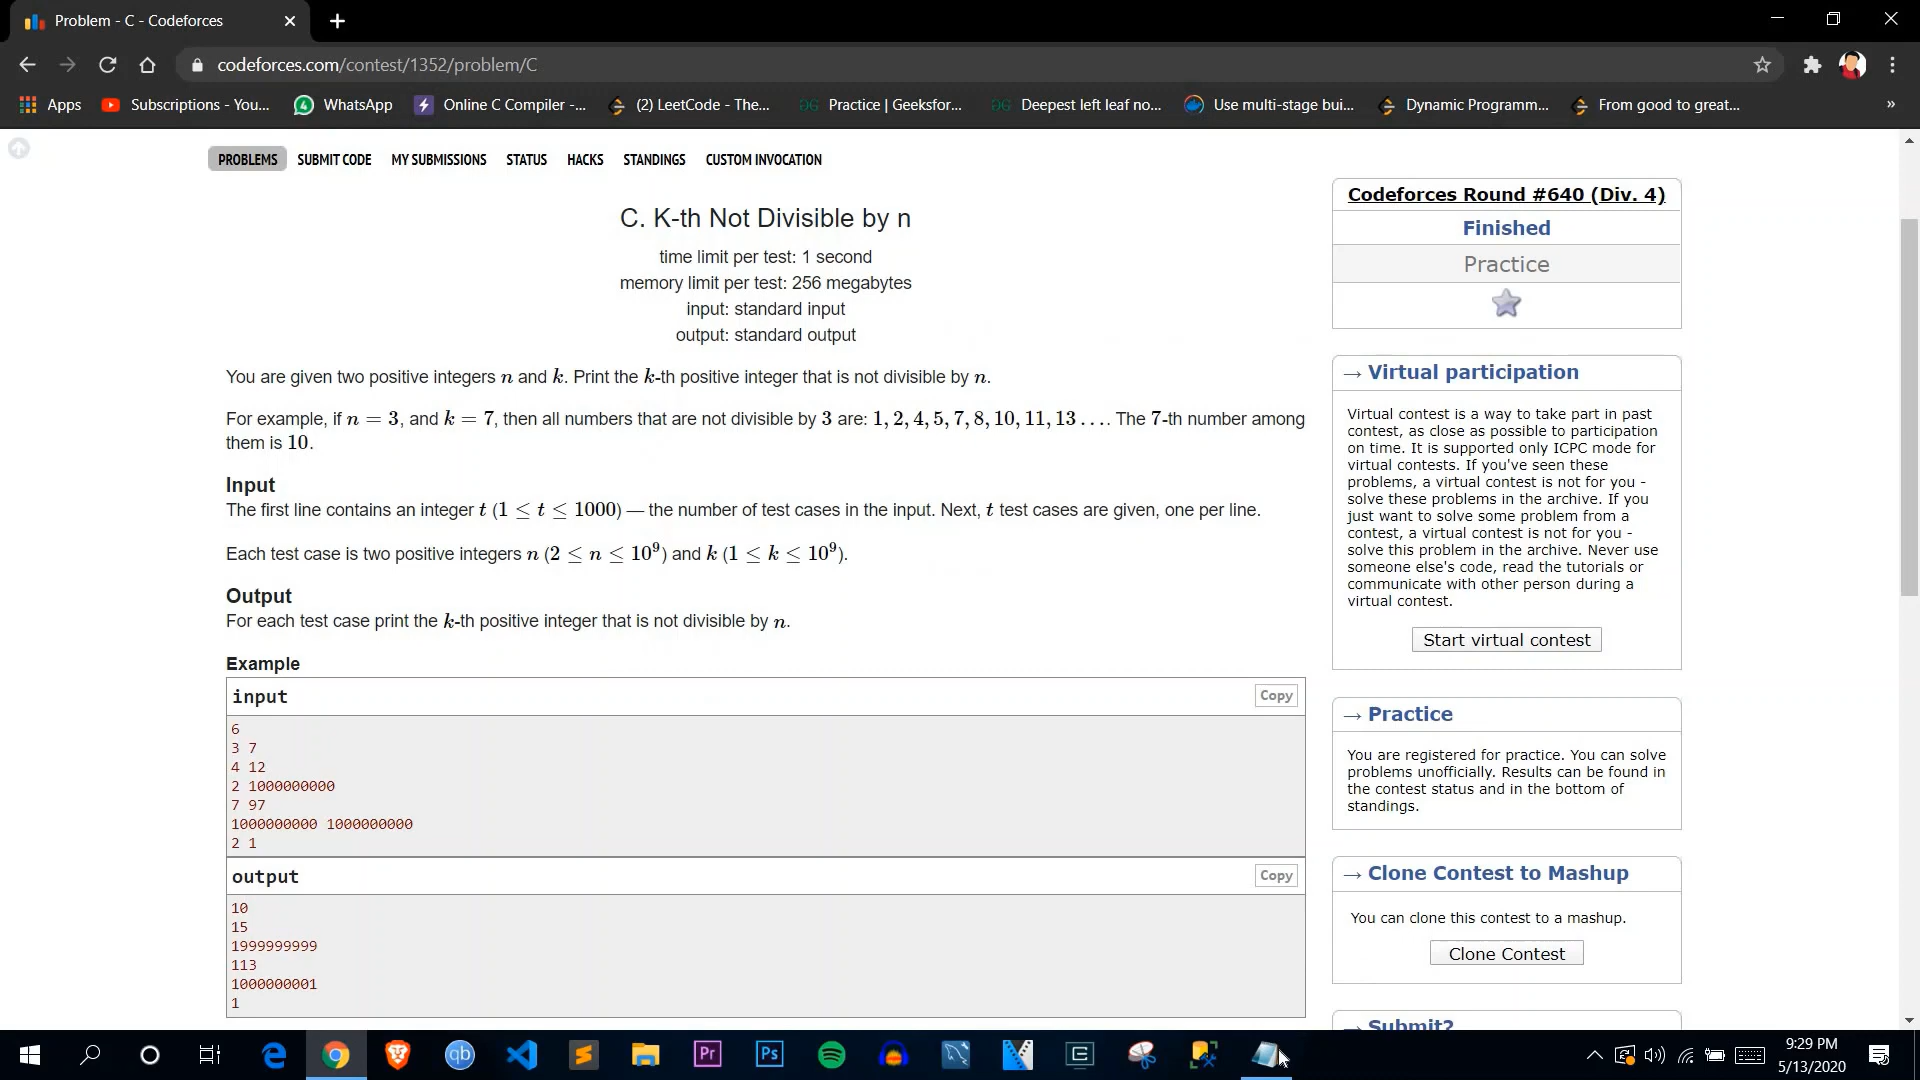 Problem - C - Codeforces
codeforces.com/contest/1352/problem/C
Apps Subscriptions - You... WhatsApp Online C Compiler -... (2) LeetCode - The... Practice | Geeksfor... Deepest left leaf no... Use multi-stage bui... Dynamic Programm... From good to great... »
PROBLEMS SUBMIT CODE MY SUBMISSIONS STATUS HACKS STANDINGS CUSTOM INVOCATION
C. K-th Not Divisible by n
time limit per test: 1 second
memory limit per test: 256 megabytes
input: standard input
output: standard output
You are given two positive integers n and k. Print the k-th positive integer that is not divisible by n.
For example, if n = 3, and k = 7, then all numbers that are not divisible by 3 are: 1, 2, 4, 5, 7, 8, 10, 11, 13 .... The 7-th number among
them is 10.
Input
The first line contains an integer t (1 ≤ t ≤ 1000) — the number of test cases in the input. Next, t test cases are given, one per line.
Each test case is two positive integers n (2 ≤ n ≤ 10⁹) and k (1 ≤ k ≤ 10⁹).
Output
For each test case print the k-th positive integer that is not divisible by n.
Example
input
Copy
6
3 7
4 12
2 1000000000
7 97
1000000000 1000000000
2 1
output
Copy
10
15
1999999999
113
1000000001
1
Codeforces Round #640 (Div. 4)
Finished
Practice
→ Virtual participation
Virtual contest is a way to take part in past
contest, as close as possible to participation
on time. It is supported only ICPC mode for
virtual contests. If you've seen these
problems, a virtual contest is not for you -
solve these problems in the archive. If you
just want to solve some problem from a
contest, a virtual contest is not for you -
solve this problem in the archive. Never use
someone else's code, read the tutorials or
communicate with other person during a
virtual contest.
Start virtual contest
→ Practice
You are registered for practice. You can solve
problems unofficially. Results can be found in
the contest status and in the bottom of
standings.
→ Clone Contest to Mashup
You can clone this contest to a mashup.
Clone Contest
→ Submit?
Pr Ps
9:29 PM
5/13/2020